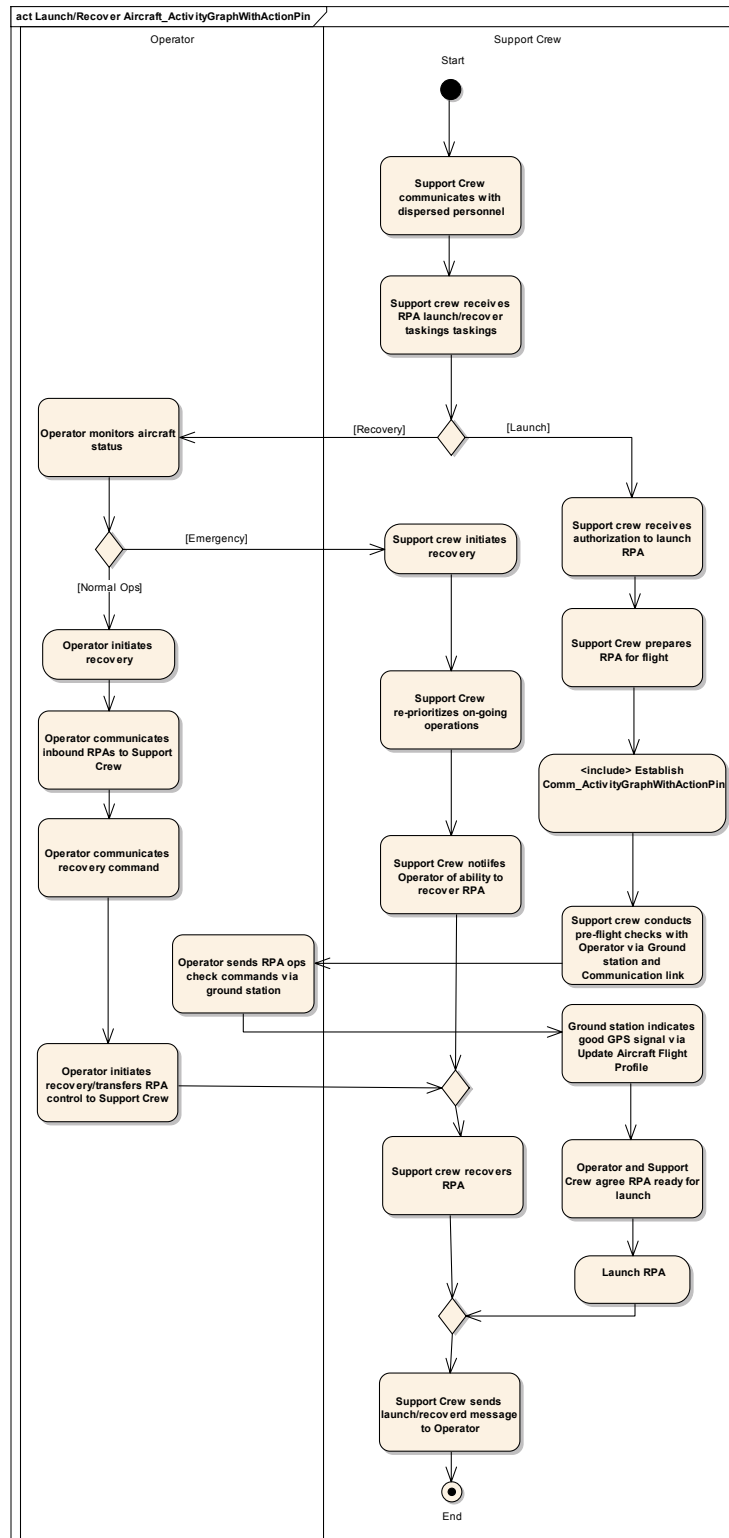 act Launch/Recover Aircraft_ActivityGraphWithActionPin
Operator
Support Crew
Start
Support Crew
communicates with
dispersed personnel
Support crew receives
RPA launch/recover
taskings taskings
[Recovery]
[Launch]
Operator monitors aircraft
status
[Emergency]
[Normal Ops]
Support crew initiates
recovery
Support crew receives
authorization to launch
RPA
Operator initiates
recovery
Support Crew prepares
RPA for flight
Operator communicates
inbound RPAs to Support
Crew
Support Crew
re-prioritizes on-going
operations
<include> Establish
Comm_ActivityGraphWithActionPin
Operator communicates
recovery command
Support Crew notiifes
Operator of ability to
recover RPA
Support crew conducts
pre-flight checks with
Operator via Ground
station and
Communication link
Operator sends RPA ops
check commands via
ground station
Ground station indicates
good GPS signal via
Update Aircraft Flight
Profile
Operator initiates
recovery/transfers RPA
control to Support Crew
Support crew recovers
RPA
Operator and Support
Crew agree RPA ready for
launch
Launch RPA
Support Crew sends
launch/recoverd message
to Operator
End